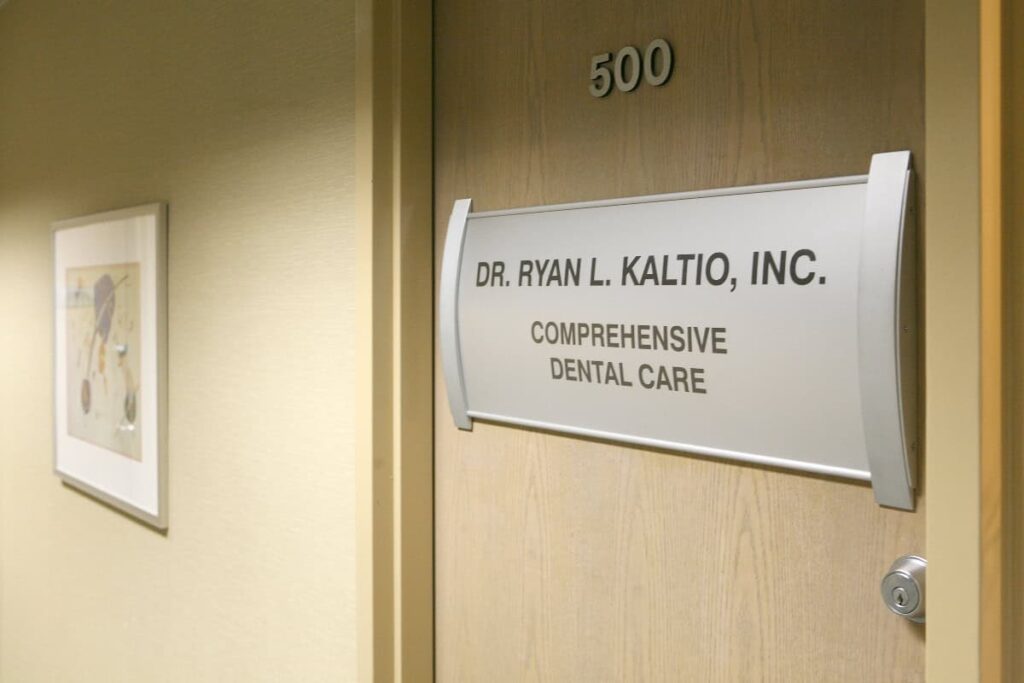 500
DR. RYAN L. KALTIO, INC.
COMPREHENSIVE
DENTAL CARE